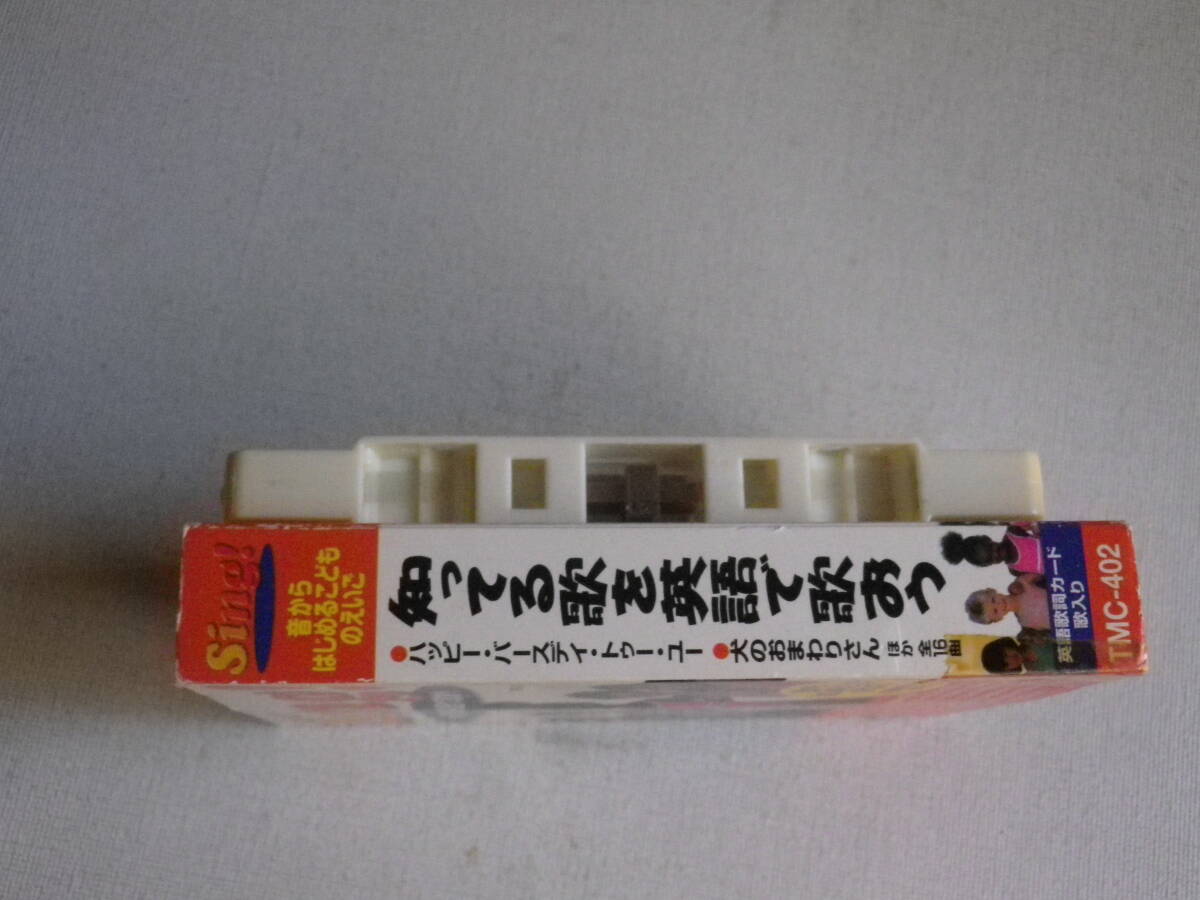 Sing!
音から
はじめるこども
のえいご
知ってる歌を英語で歌おう
●ハッピー・バースデイ・トゥー・ユー ●犬のおまわりさん ほか全16曲
英語歌詞カード
歌入り
TMC-402